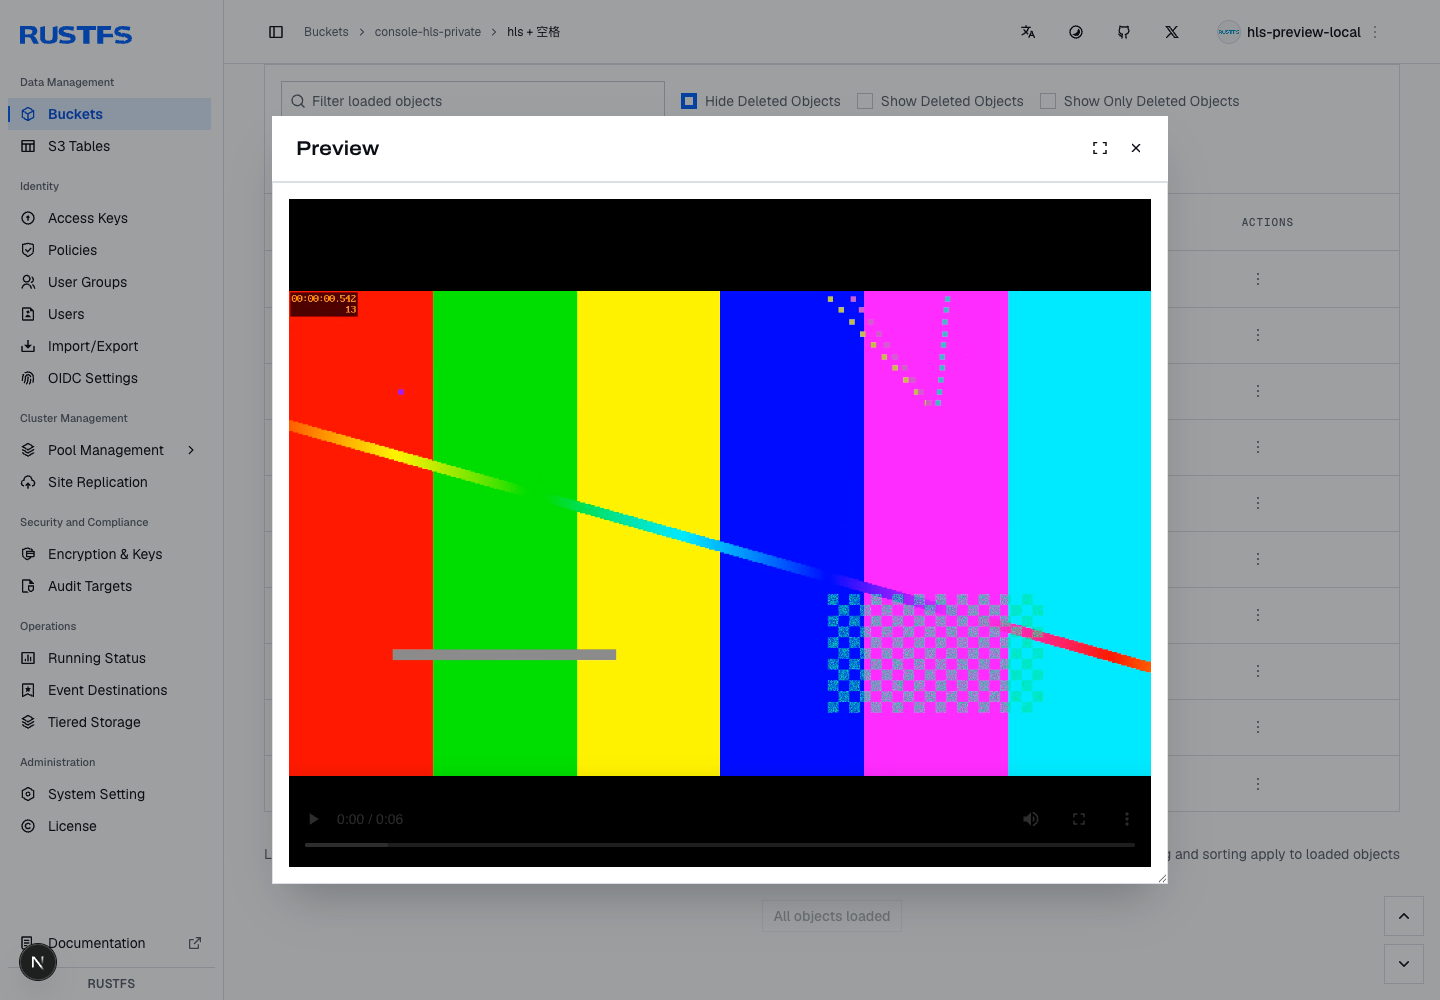 RUSTFS
Buckets > console-hls-private > hls + 空格
RUSTFS hls-preview-local
Data Management
Buckets
S3 Tables
Identity
Access Keys
Policies
User Groups
Users
Import/Export
OIDC Settings
Cluster Management
Pool Management
Site Replication
Security and Compliance
Encryption & Keys
Audit Targets
Operations
Running Status
Event Destinations
Tiered Storage
Administration
System Setting
License
Documentation
N
RUSTFS
Filter loaded objects
Hide Deleted Objects
Show Deleted Objects
Show Only Deleted Objects
Preview
ACTIONS
00:00:00.542
13
0:00 / 0:06
and sorting apply to loaded objects
All objects loaded